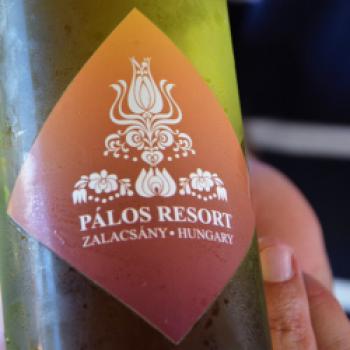 PÁLOS RESORT
ZALACSÁNY • HUNGARY